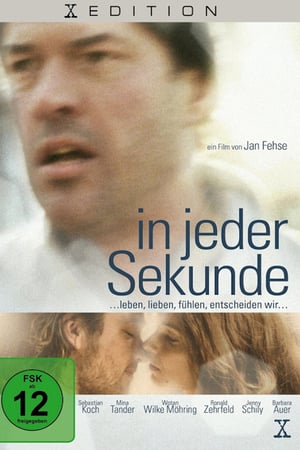 X EDITION
ein Film von Jan Fehse
in jeder
Sekunde
...leben, lieben, fühlen, entscheiden wir...
Sebastian Koch
Mina Tander
Wotan Wilke Möhring
Ronald Zehrfeld
Jenny Schily
Barbara Auer
FSK
ab
12
freigegeben
X